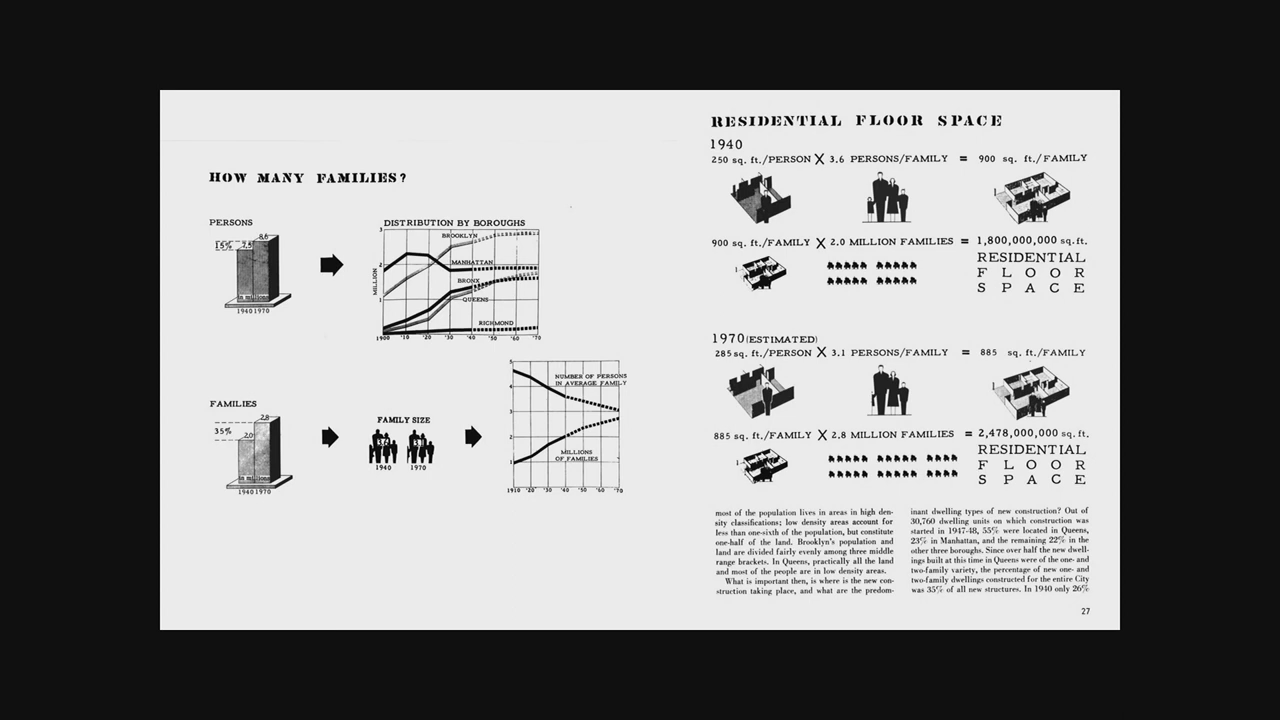 HOW MANY FAMILIES?
PERSONS
15%
7.5
8.6
in millions
1940 1970
DISTRIBUTION BY BOROUGHS
MILLION
3
2
1
BROOKLYN
MANHATTAN
BRONX
QUEENS
RICHMOND
1900 '10 '20 '30 '40 '50 '60 '70
FAMILIES
35%
2.0
2.8
in millions
1940 1970
FAMILY SIZE
3.6
3.1
1940 1970
5
4
3
2
1
NUMBER OF PERSONS
IN AVERAGE FAMILY
MILLIONS
OF FAMILIES
1910 '20 '30 '40 '50 '60 '70
RESIDENTIAL FLOOR SPACE
1940
250 sq. ft./PERSON X 3.6 PERSONS/FAMILY = 900 sq. ft./FAMILY
900 sq. ft./FAMILY X 2.0 MILLION FAMILIES = 1,800,000,000 sq.ft.
RESIDENTIAL
FLOOR
SPACE
1970 (ESTIMATED)
285 sq. ft./PERSON X 3.1 PERSONS/FAMILY = 885 sq. ft./FAMILY
885 sq. ft./FAMILY X 2.8 MILLION FAMILIES = 2,478,000,000 sq.ft.
RESIDENTIAL
FLOOR
SPACE
most of the population lives in areas in high den-
sity classifications; low density areas account for
less than one-sixth of the population, but constitute
one-half of the land. Brooklyn's population and
land are divided fairly evenly among three middle
range brackets. In Queens, practically all the land
and most of the people are in low density areas.
What is important then, is where is the new con-
struction taking place, and what are the predom-
inant dwelling types of new construction? Out of
30,760 dwelling units on which construction was
started in 1947-48, 55% were located in Queens,
23% in Manhattan, and the remaining 22% in the
other three boroughs. Since over half the new dwell-
ings built at this time in Queens were of the one- and
two-family variety, the percentage of new one- and
two-family dwellings constructed for the entire City
was 35% of all new structures. In 1940 only 26%
27